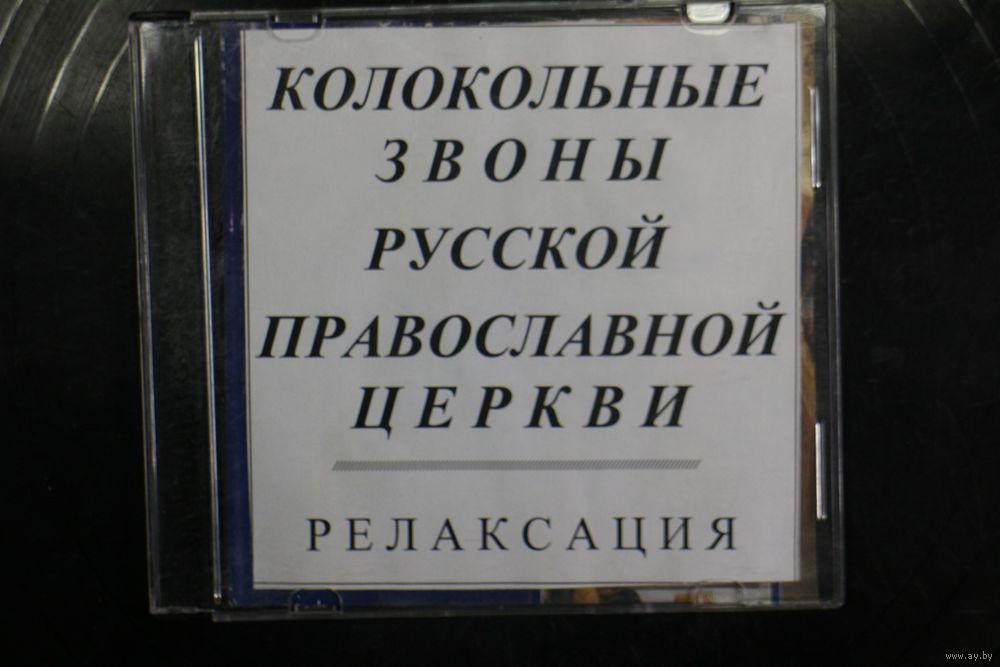 КОЛОКОЛЬНЫЕ
ЗВОНЫ
РУССКОЙ
ПРАВОСЛАВНОЙ
ЦЕРКВИ
РЕЛАКСАЦИЯ
www.ay.by